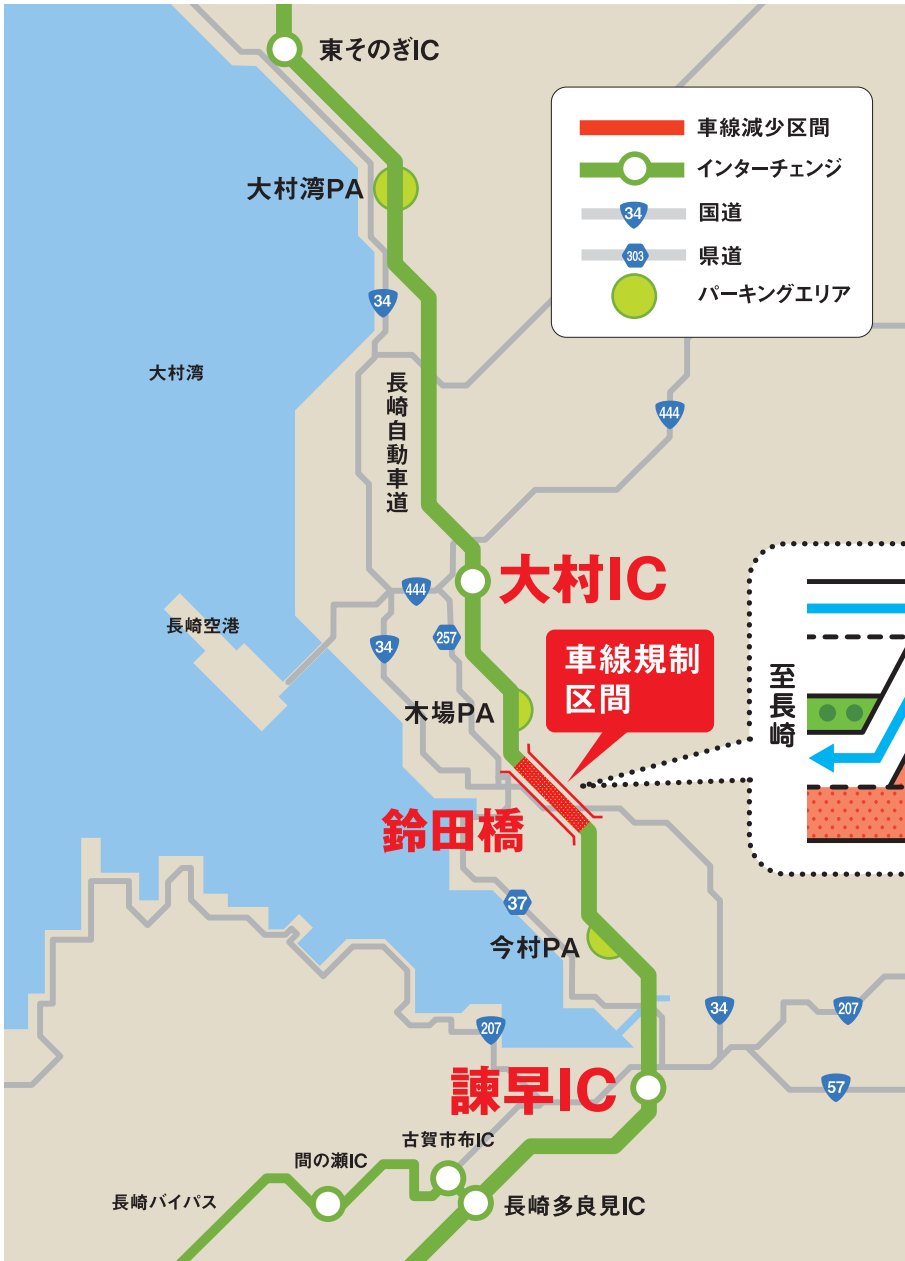 東そのぎIC
車線減少区間
インターチェンジ
34
国道
303
県道
パーキングエリア
大村湾PA
34
大村湾
長崎自動車道
444
大村IC
444
長崎空港
34
257
車線規制
区間
木場PA
至長崎
鈴田橋
37
今村PA
34
207
207
57
諫早IC
古賀市布IC
間の瀬IC
長崎バイパス
長崎多良見IC